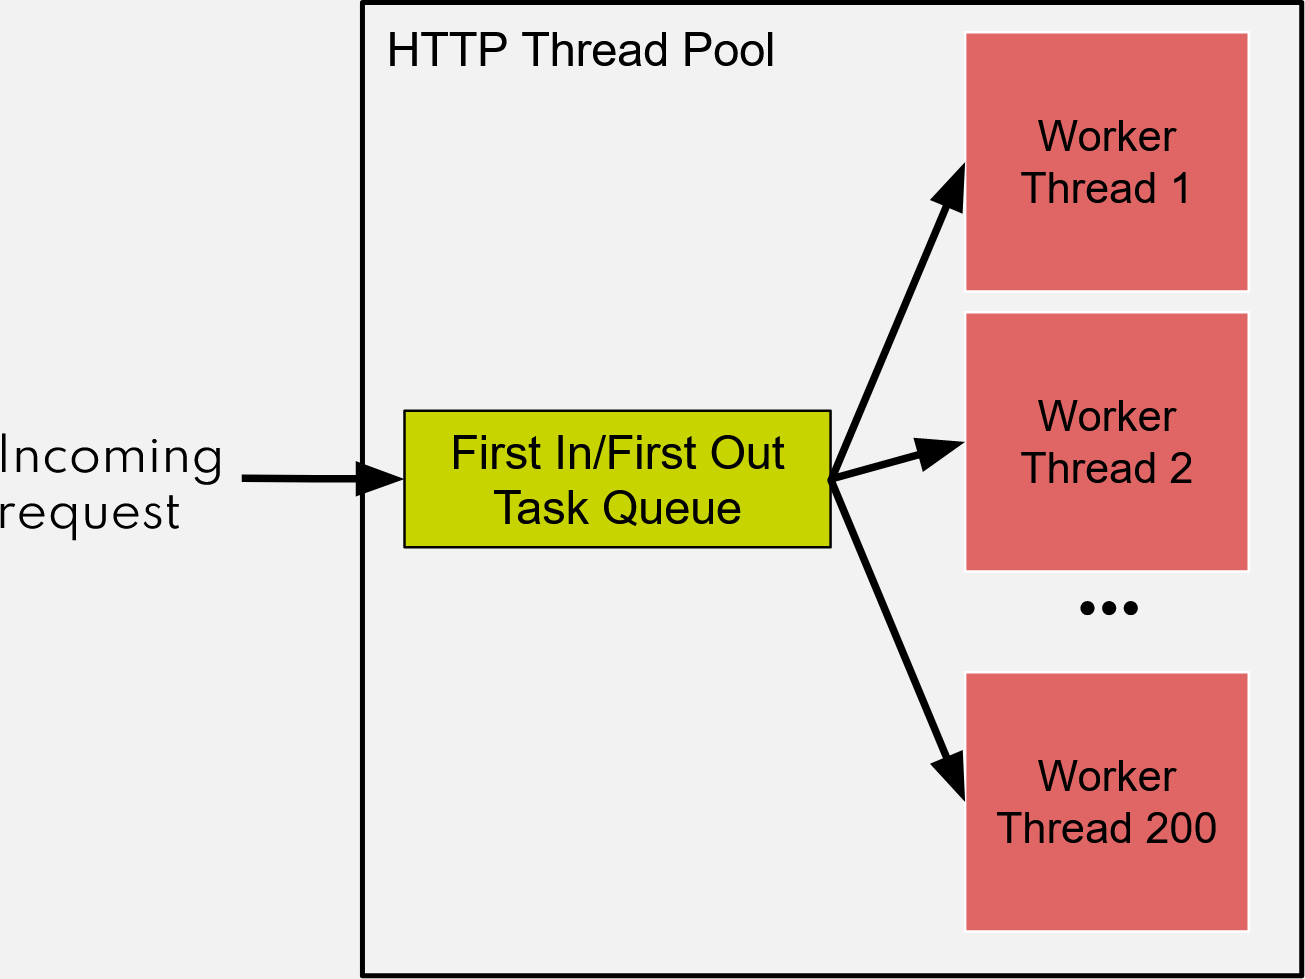 HTTP Thread Pool
Worker
Thread 1
Worker
Thread 2
Incoming
request
First In/First Out
Task Queue
•••
Worker
Thread 200